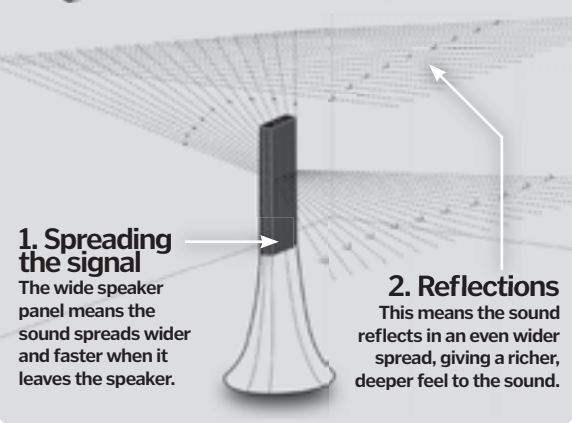 1. Spreading
the signal
The wide speaker
panel means the
sound spreads wider
and faster when it
leaves the speaker.
2. Reflections
This means the sound
reflects in an even wider
spread, giving a richer,
deeper feel to the sound.